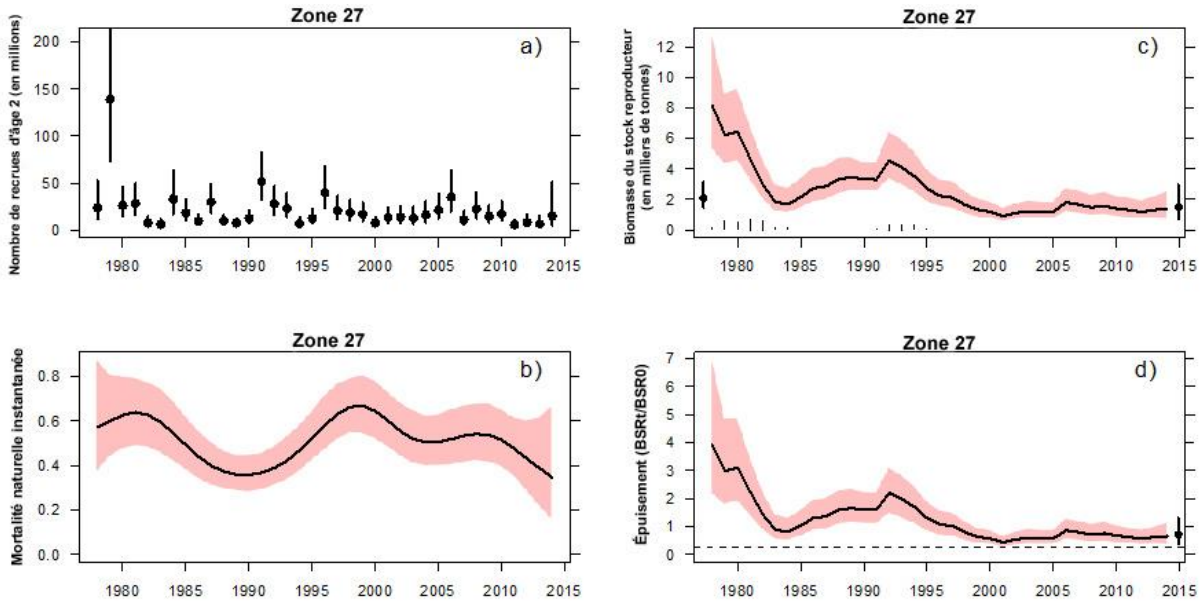 Zone 27
a)
Nombre de recrues d'âge 2 (en millions)
200
150
100
50
0
1980 1985 1990 1995 2000 2005 2010 2015
Zone 27
c)
Biomasse du stock reproducteur
(en milliers de tonnes)
12
10
8
6
4
2
0
1980 1985 1990 1995 2000 2005 2010 2015
Zone 27
b)
Mortalité naturelle instantanée
0.8
0.6
0.4
0.2
0.0
1980 1985 1990 1995 2000 2005 2010 2015
Zone 27
d)
Épuisement (BSRt/BSR0)
7
6
5
4
3
2
1
0
1980 1985 1990 1995 2000 2005 2010 2015